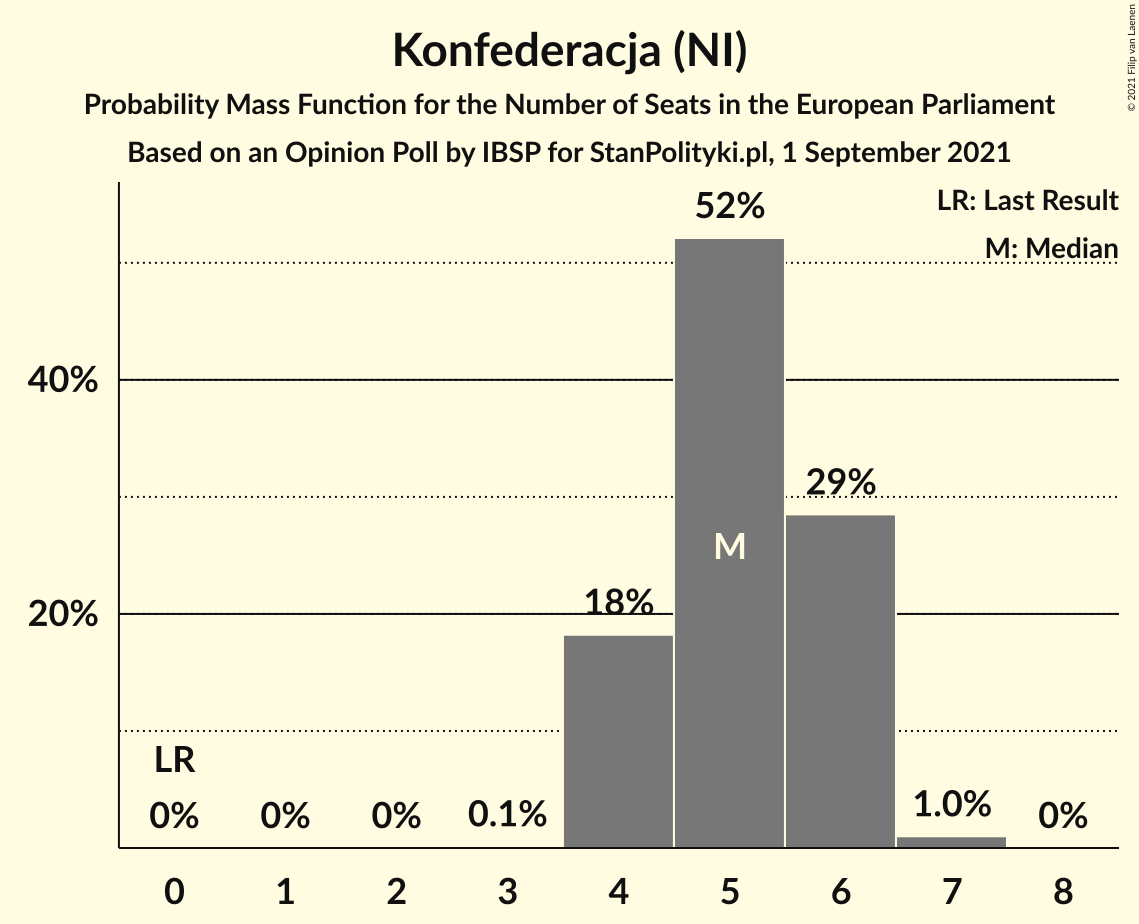 Konfederacja (NI)
Probability Mass Function for the Number of Seats in the European Parliament
Based on an Opinion Poll by IBSP for StanPolityki.pl, 1 September 2021
© 2021 Filip van Laenen
LR: Last Result
M: Median
52%
40%
29%
M
20%
18%
LR
0%
0%
0%
0.1%
1.0%
0%
0 1 2 3 4 5 6 7 8